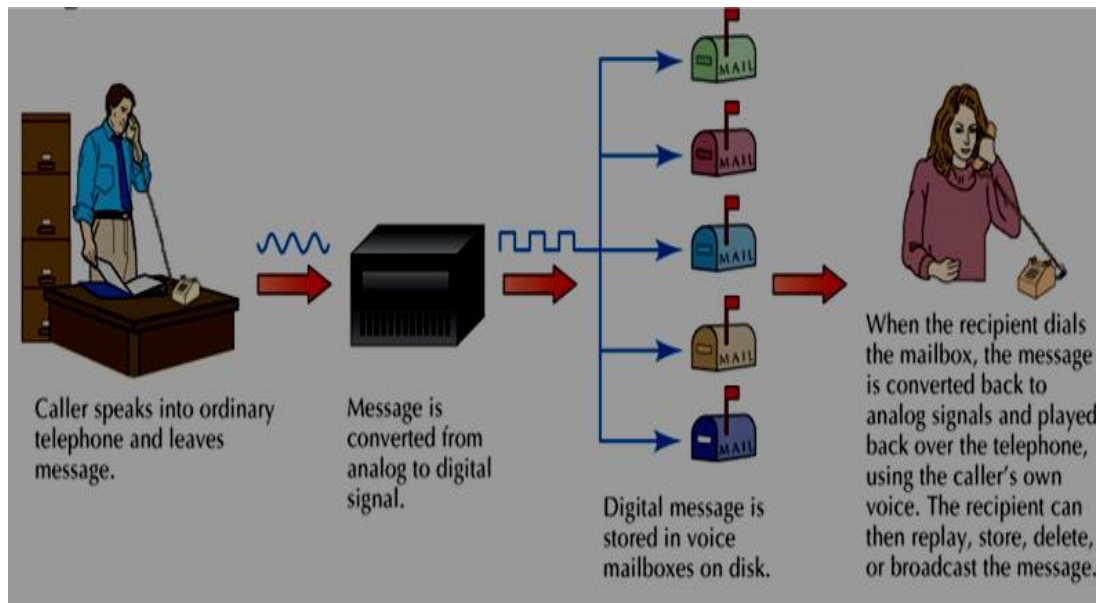 MAIL
MAIL
MAIL
MAIL
MAIL
Caller speaks into ordinary
telephone and leaves
message.
Message is
converted from
analog to digital
signal.
Digital message is
stored in voice
mailboxes on disk.
When the recipient dials
the mailbox, the message
is converted back to
analog signals and played
back over the telephone,
using the caller's own
voice. The recipient can
then replay, store, delete,
or broadcast the message.